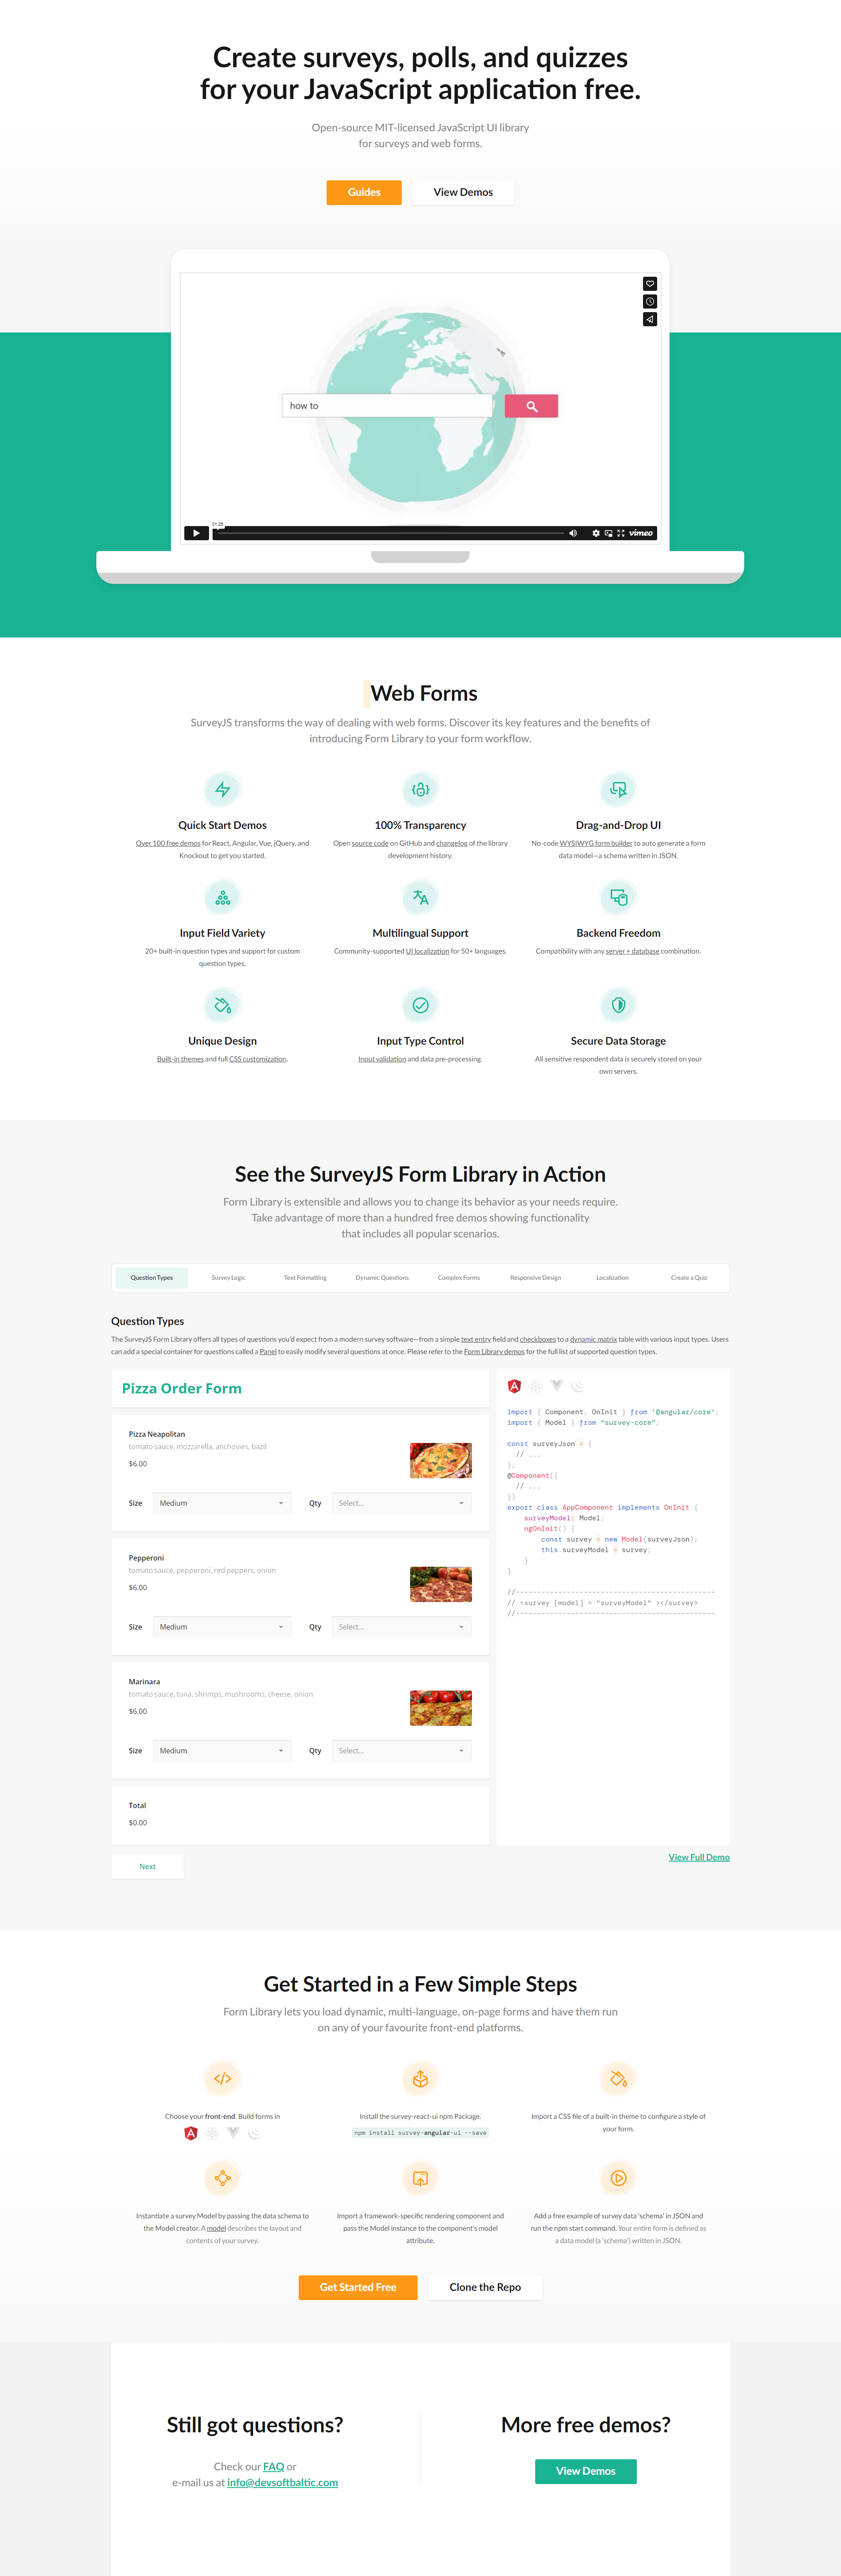 Create surveys, polls, and quizzes
for your JavaScript application free.
Open-source MIT-licensed JavaScript UI library
for surveys and web forms.
Guides
View Demos
how to
01:25
vimeo
Web Forms
SurveyJS transforms the way of dealing with web forms. Discover its key features and the benefits of
introducing Form Library to your form workflow.
Quick Start Demos
Over 100 free demos for React, Angular, Vue, jQuery, and
Knockout to get you started.
100% Transparency
Open source code on GitHub and changelog of the library
development history.
Drag-and-Drop UI
No-code WYSIWYG form builder to auto generate a form
data model—a schema written in JSON.
Input Field Variety
20+ built-in question types and support for custom
question types.
Multilingual Support
Community-supported UI localization for 50+ languages.
Backend Freedom
Compatibility with any server + database combination.
Unique Design
Built-in themes and full CSS customization.
Input Type Control
Input validation and data pre-processing.
Secure Data Storage
All sensitive respondent data is securely stored on your
own servers.
See the SurveyJS Form Library in Action
Form Library is extensible and allows you to change its behavior as your needs require.
Take advantage of more than a hundred free demos showing functionality
that includes all popular scenarios.
Question Types
Survey Logic
Text Formatting
Dynamic Questions
Complex Forms
Responsive Design
Localization
Create a Quiz
Question Types
The SurveyJS Form Library offers all types of questions you'd expect from a modern survey software—from a simple text entry field and checkboxes to a dynamic matrix table with various input types. Users
can add a special container for questions called a Panel to easily modify several questions at once. Please refer to the Form Library demos for the full list of supported question types.
Pizza Order Form
Pizza Neapolitan
tomato sauce, mozzarella, anchovies, bazil
$6.00
Size
Medium
Qty
Select...
Pepperoni
tomato sauce, pepperoni, red peppers, onion
$6.00
Size
Medium
Qty
Select...
Marinara
tomato sauce, tuna, shrimps, mushrooms, cheese, onion
$6.00
Size
Medium
Qty
Select...
Total
$0.00
Next
import { Component, OnInit } from '@angular/core';
import { Model } from "survey-core";
const surveyJson = {
// ...
};
@Component({
// ...
})
export class AppComponent implements OnInit {
surveyModel: Model;
ngOnInit() {
const survey = new Model(surveyJson);
this.surveyModel = survey;
}
}
//-----------------------------------------------
// <survey [model] = "surveyModel" ></survey>
//-----------------------------------------------
View Full Demo
Get Started in a Few Simple Steps
Form Library lets you load dynamic, multi-language, on-page forms and have them run
on any of your favourite front-end platforms.
Choose your front-end. Build forms in
Install the survey-react-ui npm Package.
npm install survey-angular-ui --save
Import a CSS file of a built-in theme to configure a style of
your form.
Instantiate a survey Model by passing the data schema to
the Model creator. A model describes the layout and
contents of your survey.
Import a framework-specific rendering component and
pass the Model instance to the component's model
attribute.
Add a free example of survey data 'schema' in JSON and
run the npm start command. Your entire form is defined as
a data model (a 'schema') written in JSON.
Get Started Free
Clone the Repo
Still got questions?
Check our FAQ or
e-mail us at info@devsoftbaltic.com
More free demos?
View Demos